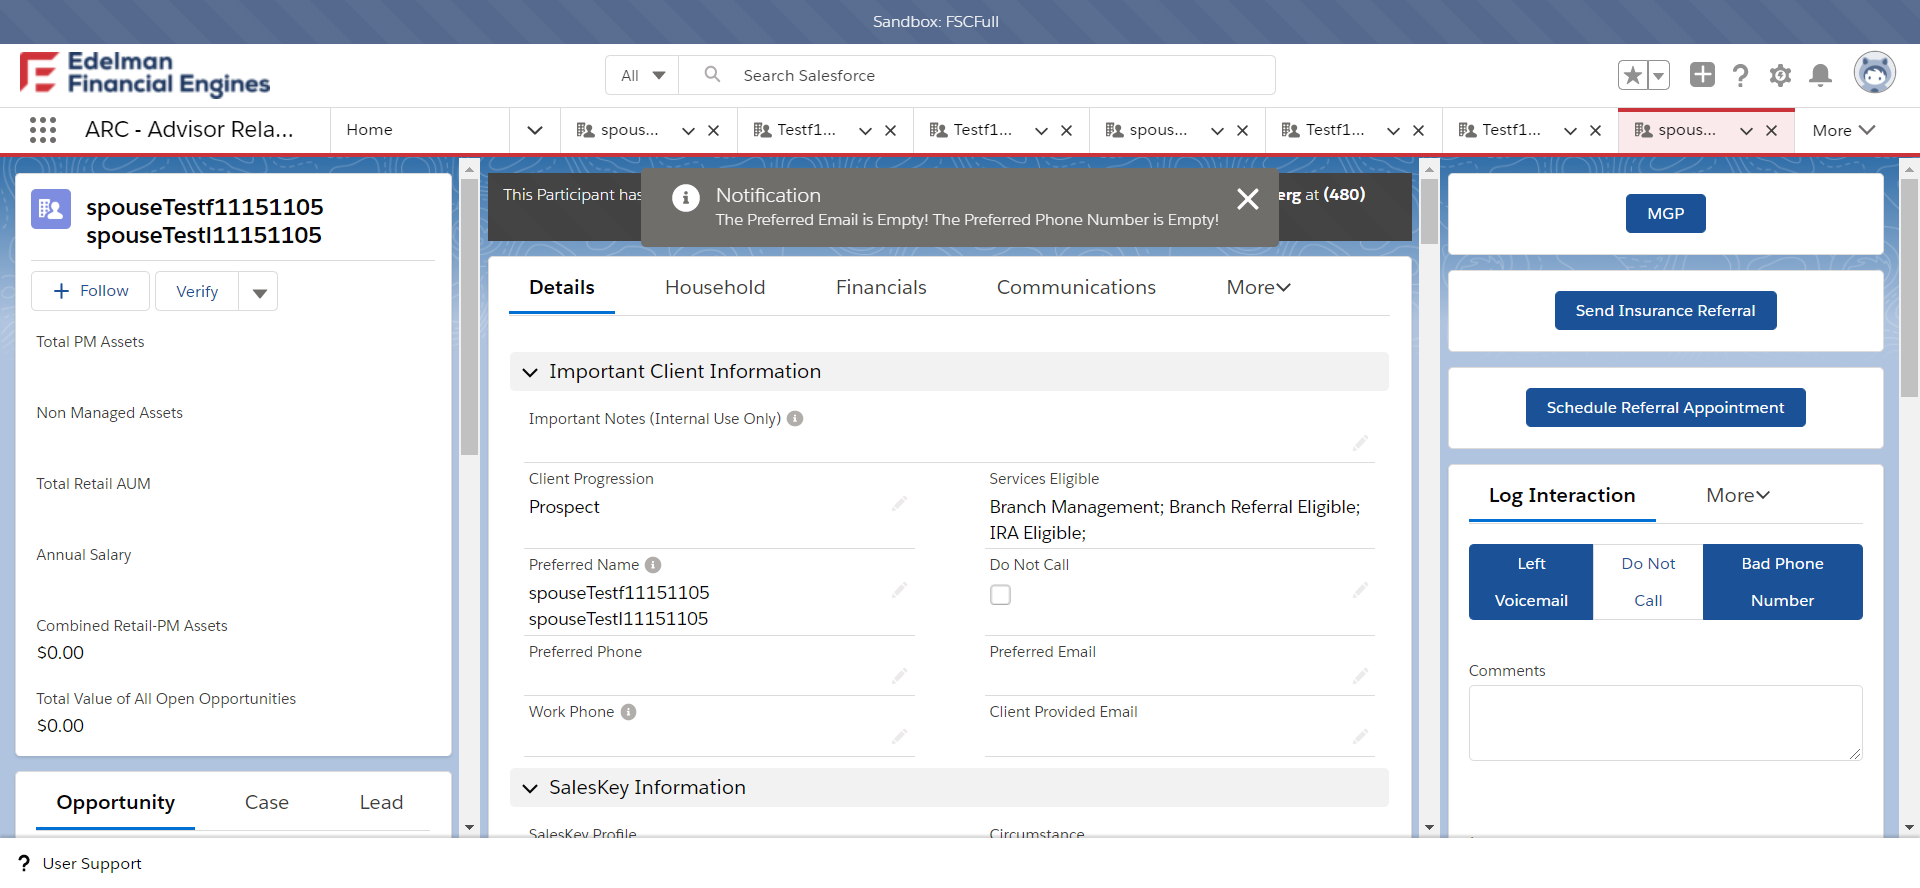 Sandbox: FSCFull
Edelman
Financial Engines
All
Search Salesforce
ARC - Advisor Rela...
Home
spous...
Testf1...
Testf1...
spous...
Testf1...
Testf1...
spous...
More
spouseTestf11151105
spouseTestl11151105
Follow
Verify
Total PM Assets
Non Managed Assets
Total Retail AUM
Annual Salary
Combined Retail-PM Assets
$0.00
Total Value of All Open Opportunities
$0.00
Opportunity
Case
Lead
This Participant has
erg at (480)
Notification
The Preferred Email is Empty! The Preferred Phone Number is Empty!
Details
Household
Financials
Communications
More
Important Client Information
Important Notes (Internal Use Only)
Client Progression
Prospect
Services Eligible
Branch Management; Branch Referral Eligible;
IRA Eligible;
Preferred Name
spouseTestf11151105
spouseTestl11151105
Do Not Call
Preferred Phone
Preferred Email
Work Phone
Client Provided Email
SalesKey Information
SalesKey Profile
Circumstance
MGP
Send Insurance Referral
Schedule Referral Appointment
Log Interaction
More
Left
Voicemail
Do Not
Call
Bad Phone
Number
Comments
? User Support